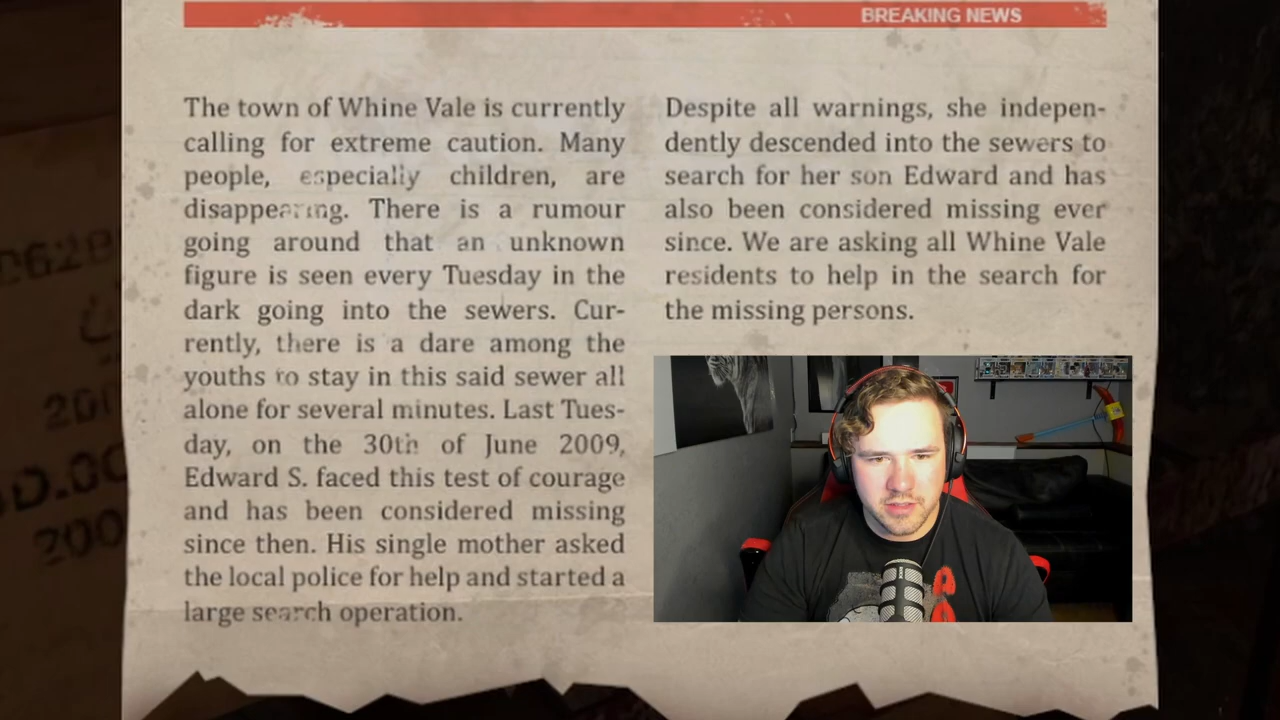 BREAKING NEWS
The town of Whine Vale is currently
calling for extreme caution. Many
people, especially children, are
disappearing. There is a rumour
going around that an unknown
figure is seen every Tuesday in the
dark going into the sewers. Cur-
rently, there is a dare among the
youths to stay in this said sewer all
alone for several minutes. Last Tues-
day, on the 30th of June 2009,
Edward S. faced this test of courage
and has been considered missing
since then. His single mother asked
the local police for help and started a
large search operation.
Despite all warnings, she indepen-
dently descended into the sewers to
search for her son Edward and has
also been considered missing ever
since. We are asking all Whine Vale
residents to help in the search for
the missing persons.